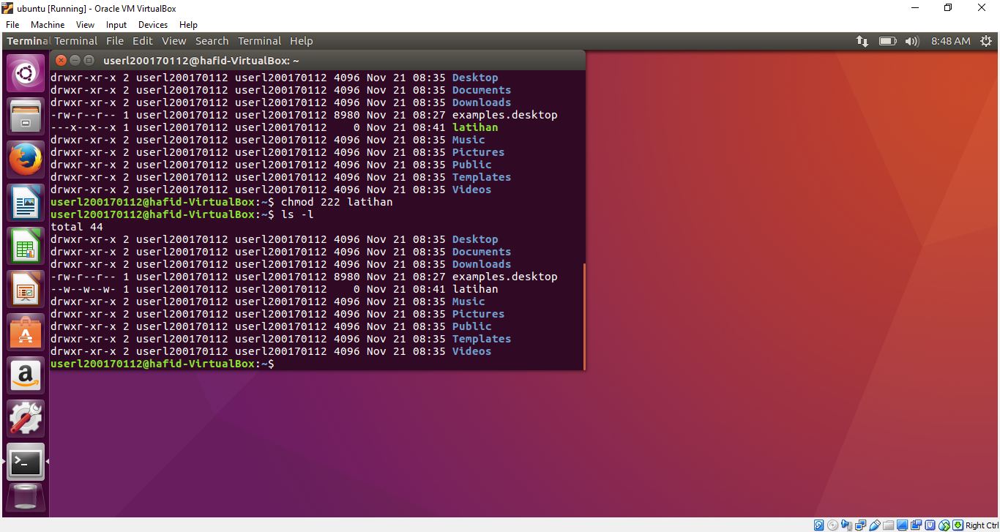 ubuntu [Running] - Oracle VM VirtualBox
File Machine View Input Devices Help
Terminal Terminal File Edit View Search Terminal Help 8:48 AM
userl200170112@hafid-VirtualBox: ~
drwxr-xr-x 2 userl200170112 userl200170112 4096 Nov 21 08:35 Desktop
drwxr-xr-x 2 userl200170112 userl200170112 4096 Nov 21 08:35 Documents
drwxr-xr-x 2 userl200170112 userl200170112 4096 Nov 21 08:35 Downloads
-rw-r--r-- 1 userl200170112 userl200170112 8980 Nov 21 08:27 examples.desktop
---x--x--x 1 userl200170112 userl200170112    0 Nov 21 08:41 latihan
drwxr-xr-x 2 userl200170112 userl200170112 4096 Nov 21 08:35 Music
drwxr-xr-x 2 userl200170112 userl200170112 4096 Nov 21 08:35 Pictures
drwxr-xr-x 2 userl200170112 userl200170112 4096 Nov 21 08:35 Public
drwxr-xr-x 2 userl200170112 userl200170112 4096 Nov 21 08:35 Templates
drwxr-xr-x 2 userl200170112 userl200170112 4096 Nov 21 08:35 Videos
userl200170112@hafid-VirtualBox:~$ chmod 222 latihan
userl200170112@hafid-VirtualBox:~$ ls -l
total 44
drwxr-xr-x 2 userl200170112 userl200170112 4096 Nov 21 08:35 Desktop
drwxr-xr-x 2 userl200170112 userl200170112 4096 Nov 21 08:35 Documents
drwxr-xr-x 2 userl200170112 userl200170112 4096 Nov 21 08:35 Downloads
-rw-r--r-- 1 userl200170112 userl200170112 8980 Nov 21 08:27 examples.desktop
--w--w--w- 1 userl200170112 userl200170112    0 Nov 21 08:41 latihan
drwxr-xr-x 2 userl200170112 userl200170112 4096 Nov 21 08:35 Music
drwxr-xr-x 2 userl200170112 userl200170112 4096 Nov 21 08:35 Pictures
drwxr-xr-x 2 userl200170112 userl200170112 4096 Nov 21 08:35 Public
drwxr-xr-x 2 userl200170112 userl200170112 4096 Nov 21 08:35 Templates
drwxr-xr-x 2 userl200170112 userl200170112 4096 Nov 21 08:35 Videos
userl200170112@hafid-VirtualBox:~$
Right Ctrl